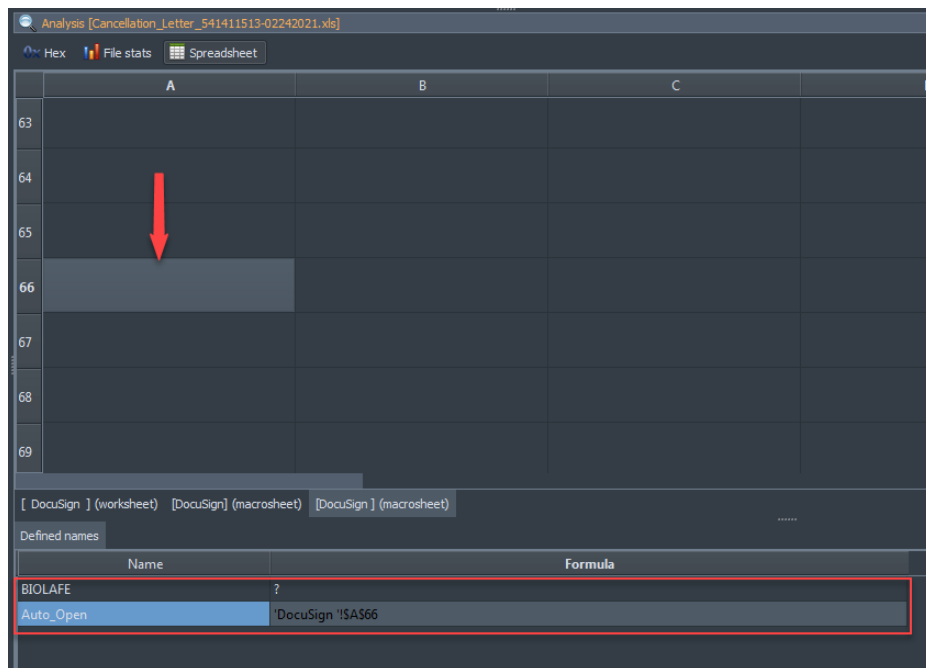 Analysis [Cancellation_Letter_541411513-02242021.xls]
0x Hex File stats Spreadsheet
A B C
63
64
65
66
67
68
69
[  DocuSign  ] (worksheet) [DocuSign] (macrosheet) [DocuSign ] (macrosheet)
Defined names
Name Formula
BIOLAFE ?
Auto_Open 'DocuSign '!$A$66